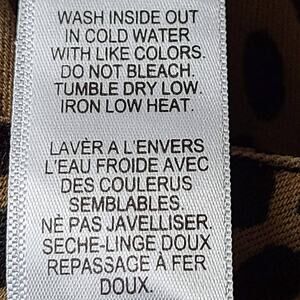 WASH INSIDE OUT
IN COLD WATER
WITH LIKE COLORS.
DO NOT BLEACH.
TUMBLE DRY LOW.
IRON LOW HEAT.
LAVÈR A L'ENVERS
L'EAU FROIDE AVEC
DES COULERUS
SEMBLABLES.
NÈ PAS JAVELLISER.
SECHE-LINGE DOUX
REPASSAGE À FER
DOUX.